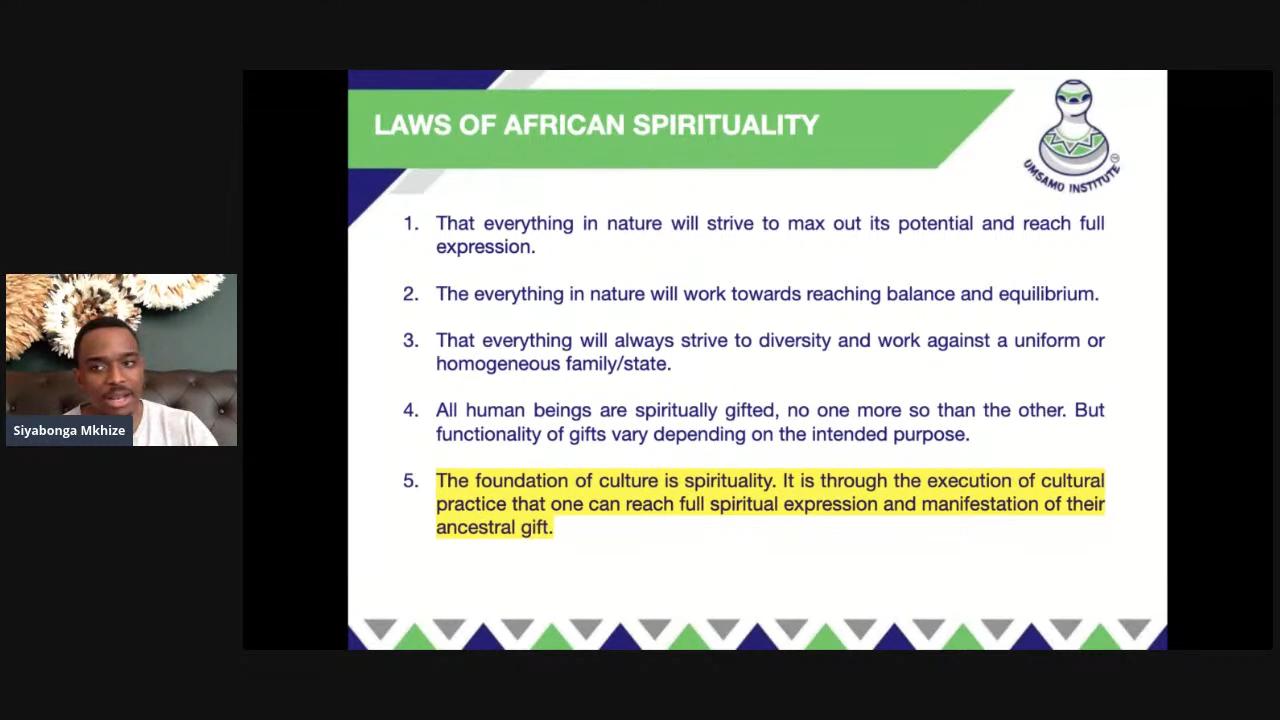 LAWS OF AFRICAN SPIRITUALITY
UMSAMO INSTITUTE
1. That everything in nature will strive to max out its potential and reach full
expression.
2. The everything in nature will work towards reaching balance and equilibrium.
3. That everything will always strive to diversity and work against a uniform or
homogeneous family/state.
4. All human beings are spiritually gifted, no one more so than the other. But
functionality of gifts vary depending on the intended purpose.
5. The foundation of culture is spirituality. It is through the execution of cultural
practice that one can reach full spiritual expression and manifestation of their
ancestral gift.
Siyabonga Mkhize